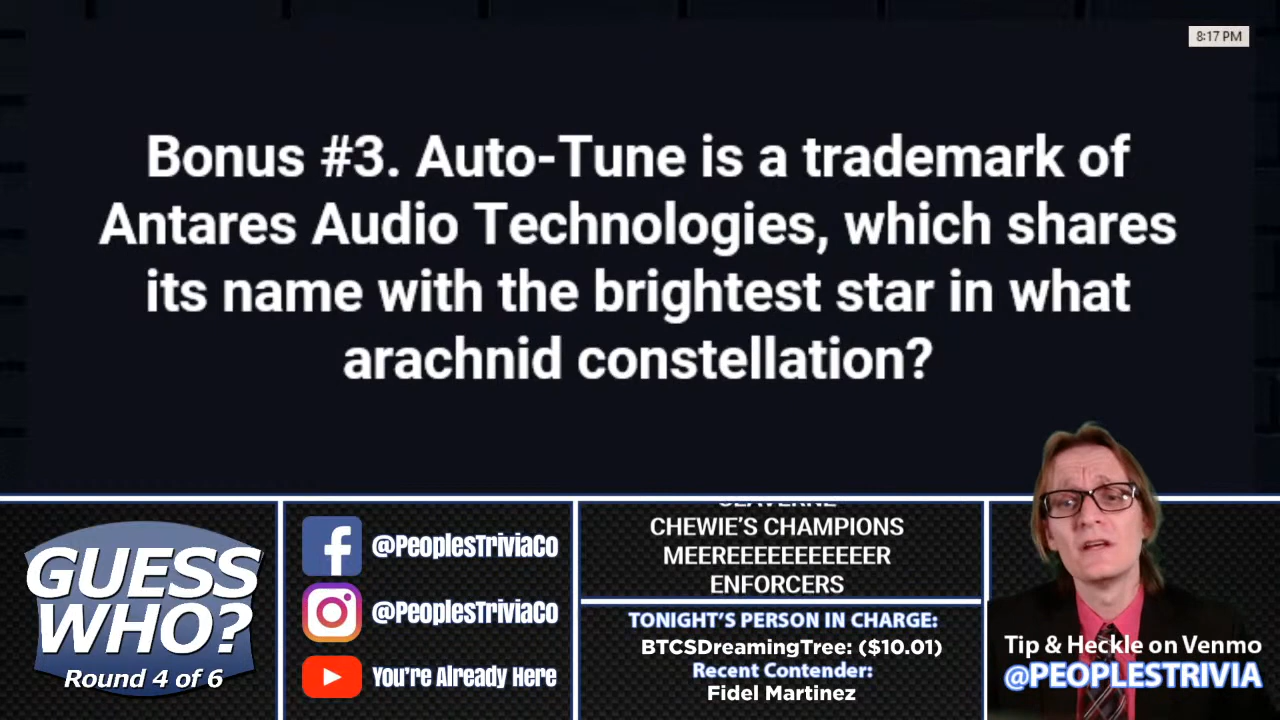 8:17 PM
Bonus #3. Auto-Tune is a trademark of
Antares Audio Technologies, which shares
its name with the brightest star in what
arachnid constellation?
GUESS
WHO?
Round 4 of 6
@PeoplesTriviaCo
@PeoplesTriviaCo
You're Already Here
CHEWIE'S CHAMPIONS
MEEREEEEEEEEEEER
ENFORCERS
TONIGHT'S PERSON IN CHARGE:
BTCSDreamingTree: ($10.01)
Recent Contender:
Fidel Martinez
Tip & Heckle on Venmo
@PEOPLESTRIVIA